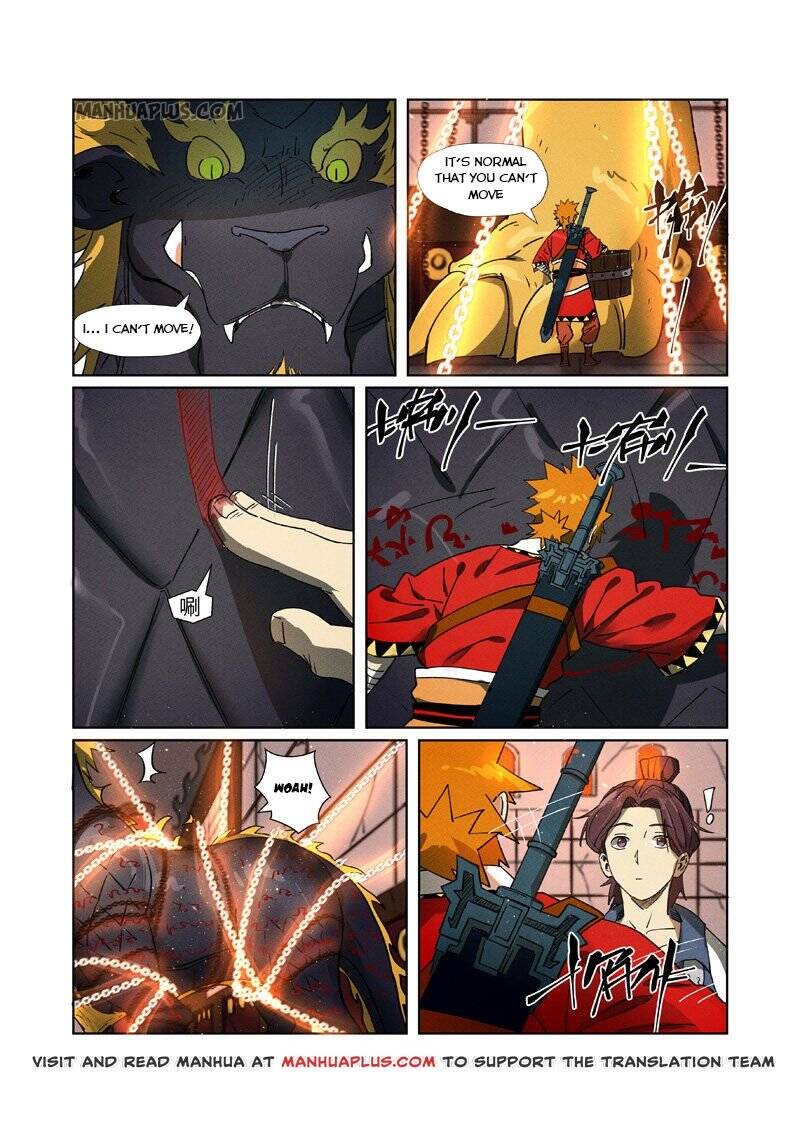 MANHUAPLUS.COM
IT'S NORMAL
THAT YOU CAN'T
MOVE
I... I CAN'T MOVE!
唰
WOAH!
!
VISIT AND READ MANHUA AT MANHUAPLUS.COM TO SUPPORT THE TRANSLATION TEAM